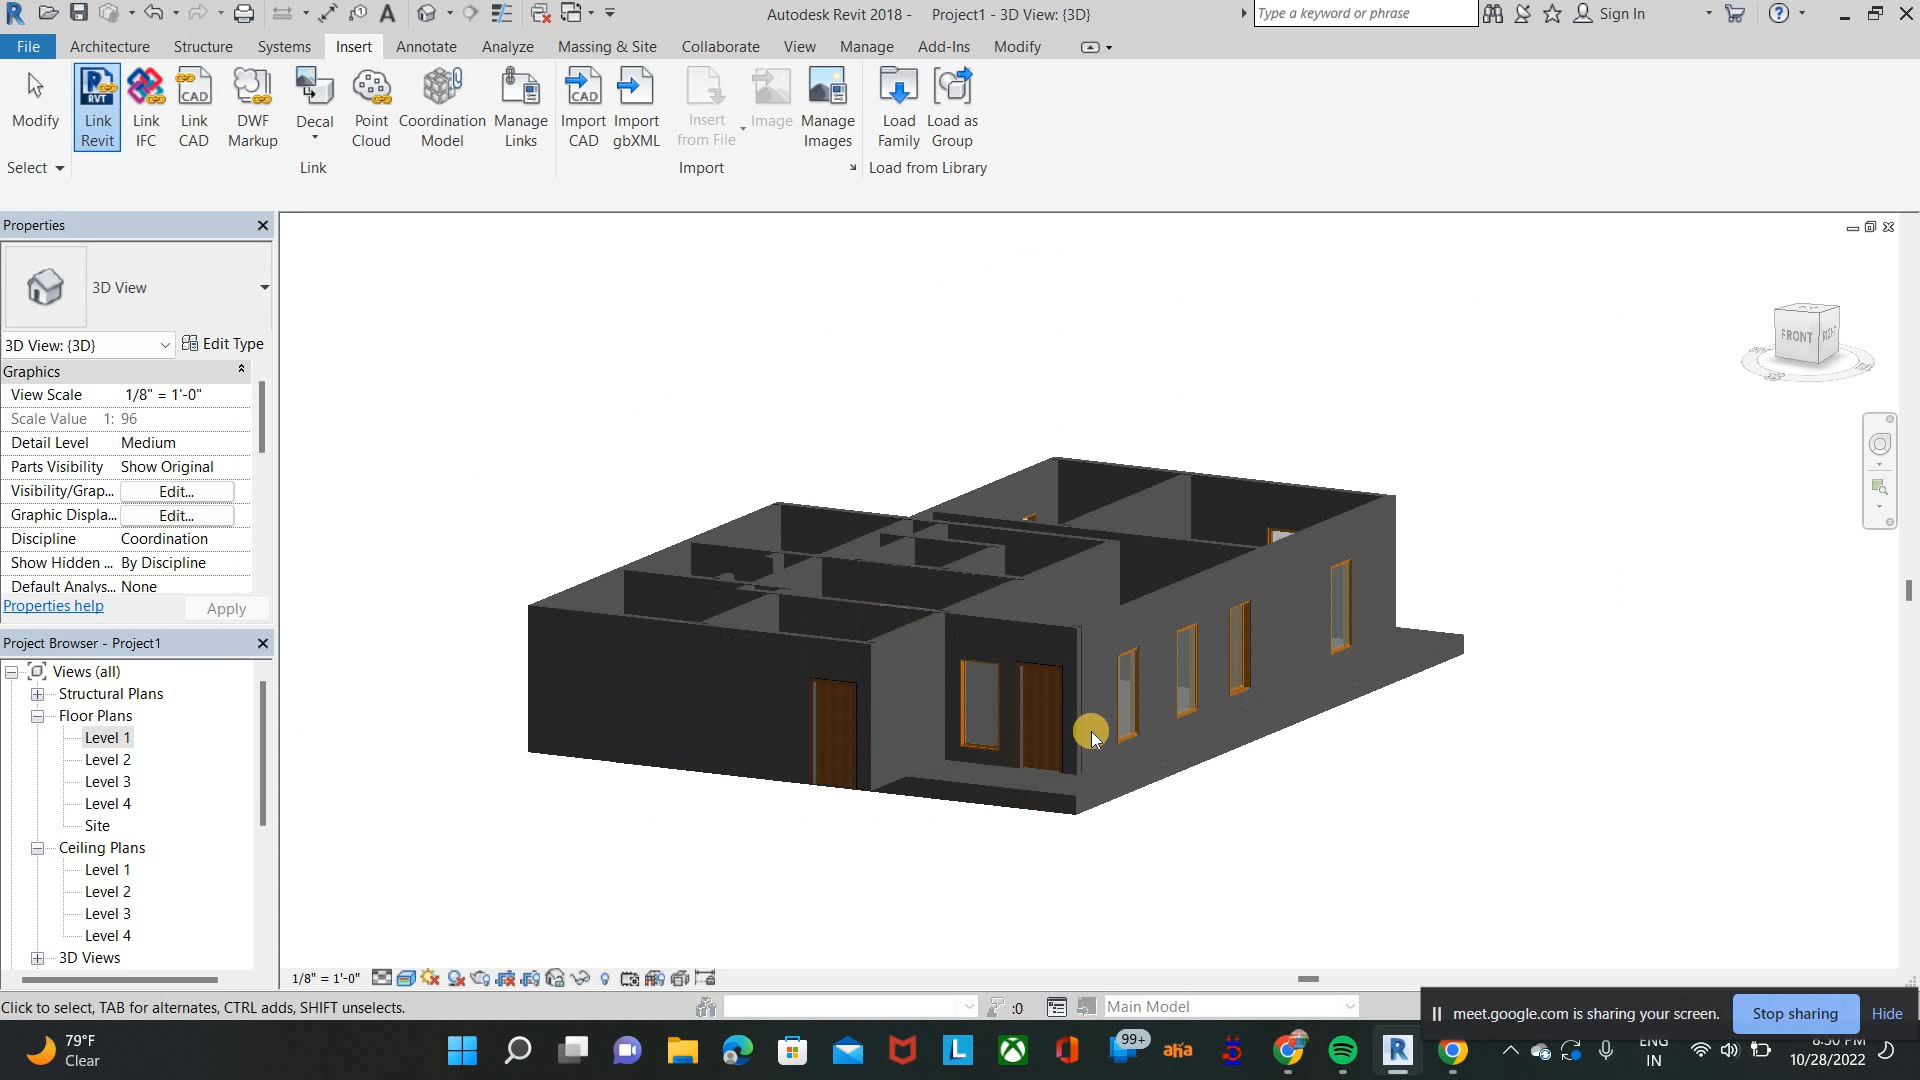 Autodesk Revit 2018 - Project1 - 3D View: {3D}
Type a keyword or phrase
Sign In
File Architecture Structure Systems Insert Annotate Analyze Massing & Site Collaborate View Manage Add-Ins Modify
Modify
Link Revit
Link IFC
Link CAD
DWF Markup
Decal
Point Cloud
Coordination Model
Manage Links
Import CAD
Import gbXML
Insert from File
Image
Manage Images
Load Family
Load as Group
Select
Link
Import
Load from Library
Properties
3D View
3D View: {3D}
Edit Type
Graphics
View Scale 1/8" = 1'-0"
Scale Value 1: 96
Detail Level Medium
Parts Visibility Show Original
Visibility/Grap... Edit...
Graphic Displa... Edit...
Discipline Coordination
Show Hidden ... By Discipline
Default Analys... None
Properties help
Apply
Project Browser - Project1
Views (all)
Structural Plans
Floor Plans
Level 1
Level 2
Level 3
Level 4
Site
Ceiling Plans
Level 1
Level 2
Level 3
Level 4
3D Views
FRONT
RIGHT
1/8" = 1'-0"
Click to select, TAB for alternates, CTRL adds, SHIFT unselects.
:0
Main Model
meet.google.com is sharing your screen.
Stop sharing
Hide
79°F
Clear
99+
aha
ENG
IN
8:50 PM
10/28/2022